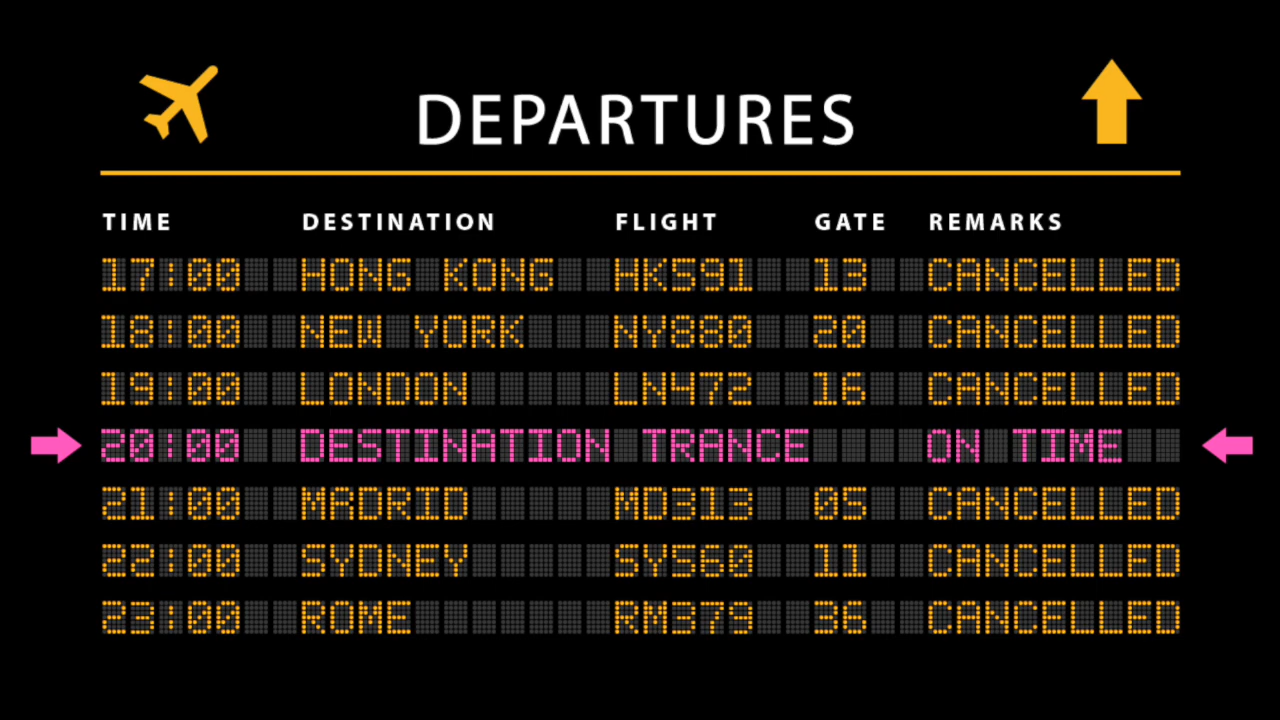 DEPARTURES
TIME DESTINATION FLIGHT GATE REMARKS
17:00 HONG KONG HK591 13 CANCELLED
18:00 NEW YORK NY880 20 CANCELLED
19:00 LONDON LN472 16 CANCELLED
20:00 DESTINATION TRANCE ON TIME
21:00 MADRID MD313 05 CANCELLED
22:00 SYDNEY SY560 11 CANCELLED
23:00 ROME RM379 36 CANCELLED